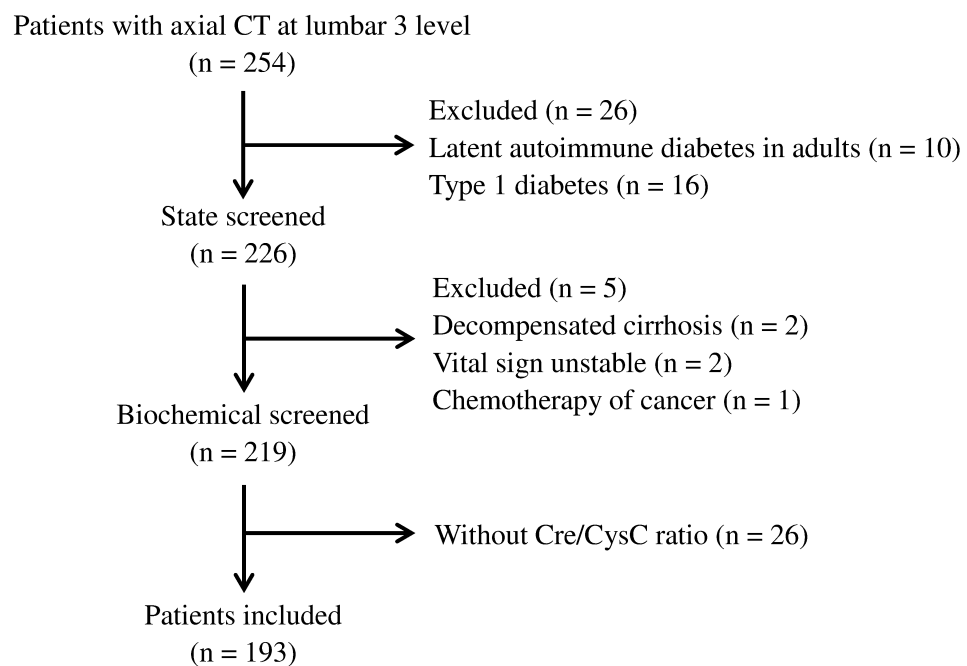 Patients with axial CT at lumbar 3 level
(n = 254)
Excluded (n = 26)
Latent autoimmune diabetes in adults (n = 10)
Type 1 diabetes (n = 16)
State screened
(n = 226)
Excluded (n = 5)
Decompensated cirrhosis (n = 2)
Vital sign unstable (n = 2)
Chemotherapy of cancer (n = 1)
Biochemical screened
(n = 219)
Without Cre/CysC ratio (n = 26)
Patients included
(n = 193)